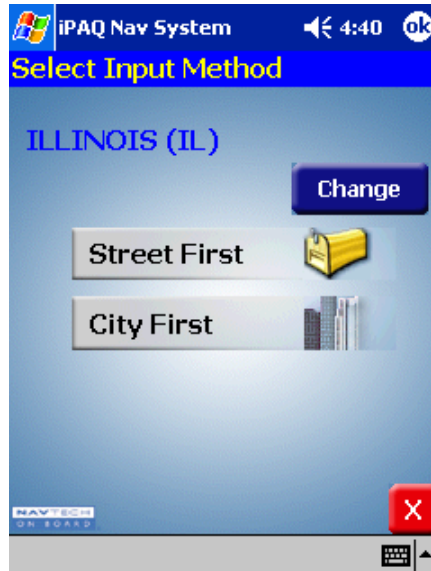 iPAQ Nav System 4:40 ok
Select Input Method
ILLINOIS (IL)
Change
Street First
City First
NAVTECH
ON BOARD
X